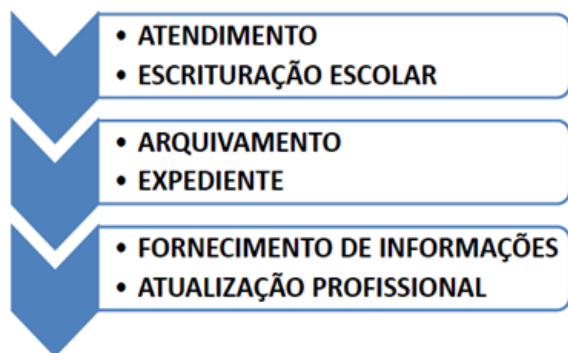 • ATENDIMENTO
• ESCRITURAÇÃO ESCOLAR
• ARQUIVAMENTO
• EXPEDIENTE
• FORNECIMENTO DE INFORMAÇÕES
• ATUALIZAÇÃO PROFISSIONAL